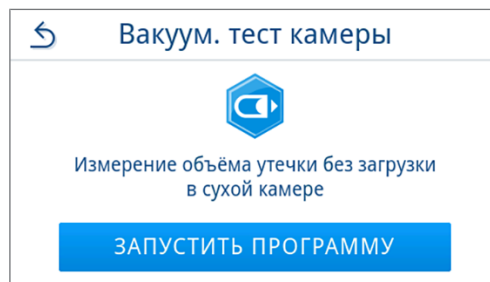 Вакуум. тест камеры
Измерение объёма утечки без загрузки
в сухой камере
ЗАПУСТИТЬ ПРОГРАММУ